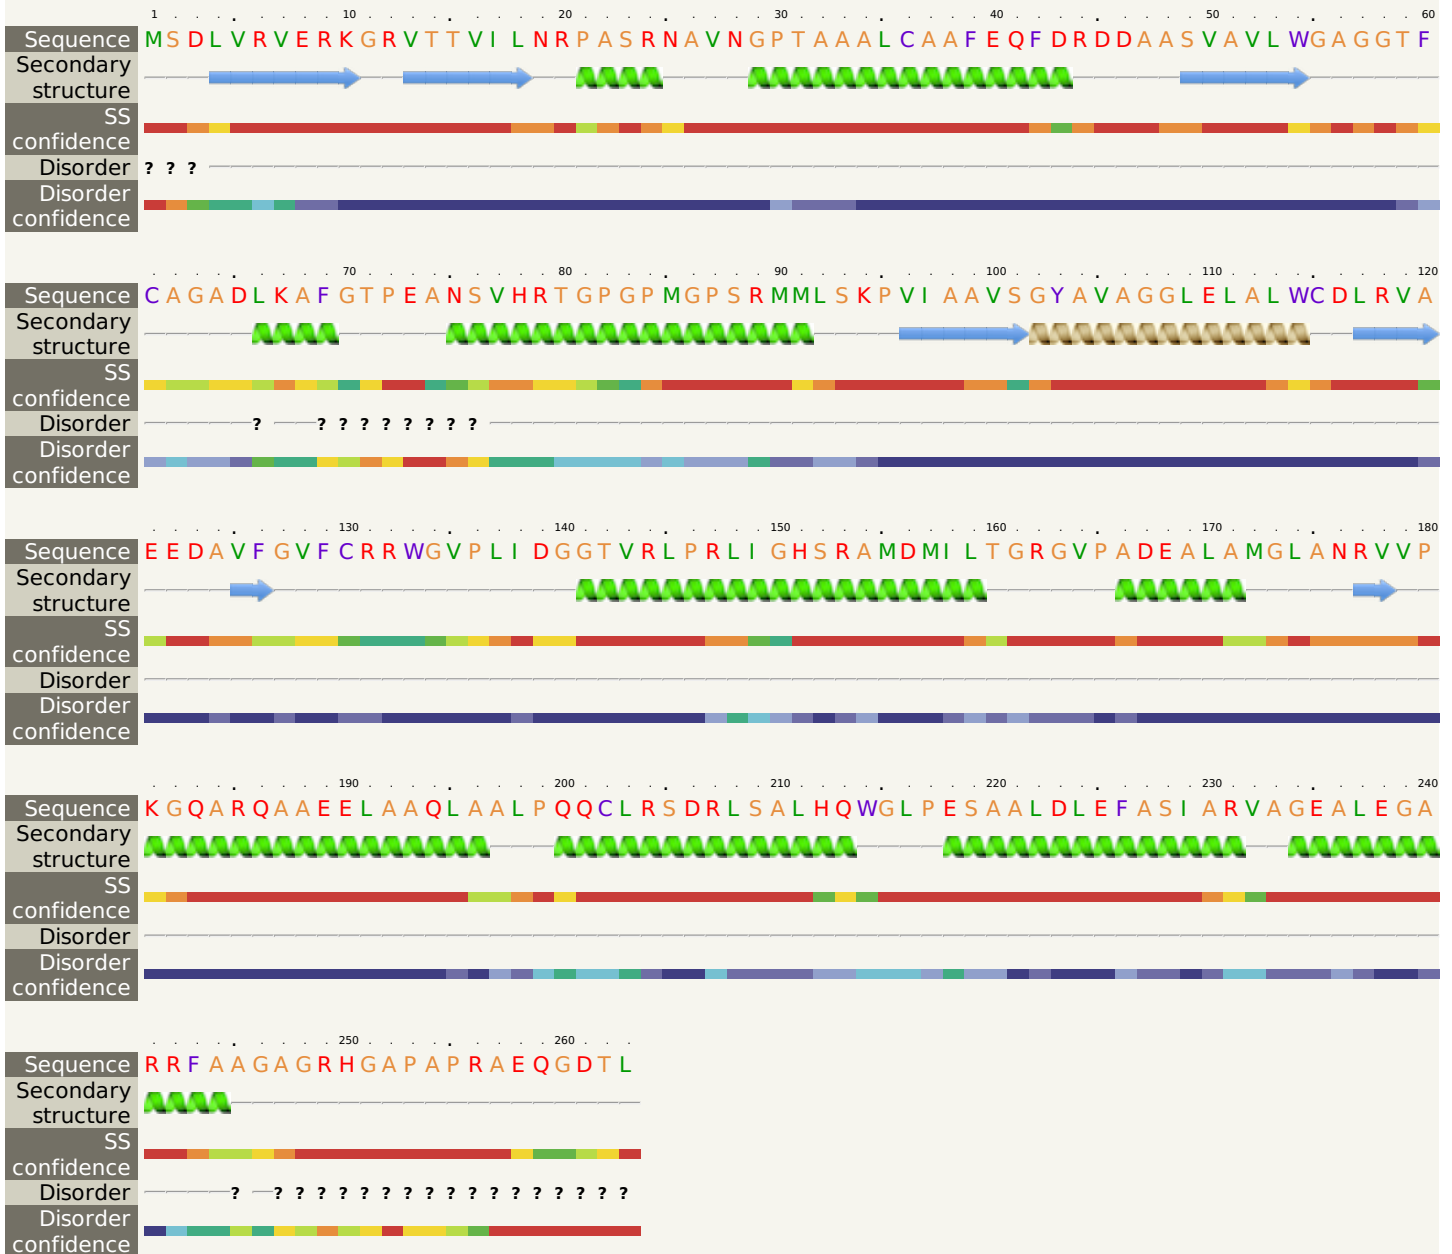 1 10 20 30 40 50 60
Sequence MSDLVRVERKGRVTTVILNRPASRNAVNGPTAAALCAAFEQFDRDDAASVAVLWGAGGTF
Secondary
structure
SS
confidence
Disorder ? ? ?
Disorder
confidence
70 80 90 100 110 120
Sequence CAGADLKAFGTPEANSVHRTGPGPMGPSRMMLSKPVIAAVSGYAVAGGLELALWCDLRVA
Secondary
structure
SS
confidence
Disorder ? ? ? ? ? ? ? ? ?
Disorder
confidence
130 140 150 160 170 180
Sequence EEDAVFGVFCRRWGVPLIDGGTVRLPRLIGHSRAMDMILTGRGVPADEALAMGLANRVVP
Secondary
structure
SS
confidence
Disorder
Disorder
confidence
190 200 210 220 230 240
Sequence KGQARQAAEELAAQLAALPQQCLRSDRLSALHQWGLPESAALDLEFASIARVAGEALEGA
Secondary
structure
SS
confidence
Disorder
Disorder
confidence
250 260
Sequence RRFAAGAGRHGAPAPRAEQGDTL
Secondary
structure
SS
confidence
Disorder ? ? ? ? ? ? ? ? ? ? ? ? ? ? ? ? ? ?
Disorder
confidence